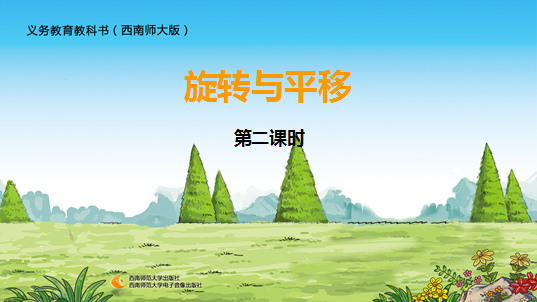 义务教育教科书（西南师大版）
旋转与平移
第二课时
西南师范大学出版社
西南师范大学电子音像出版社